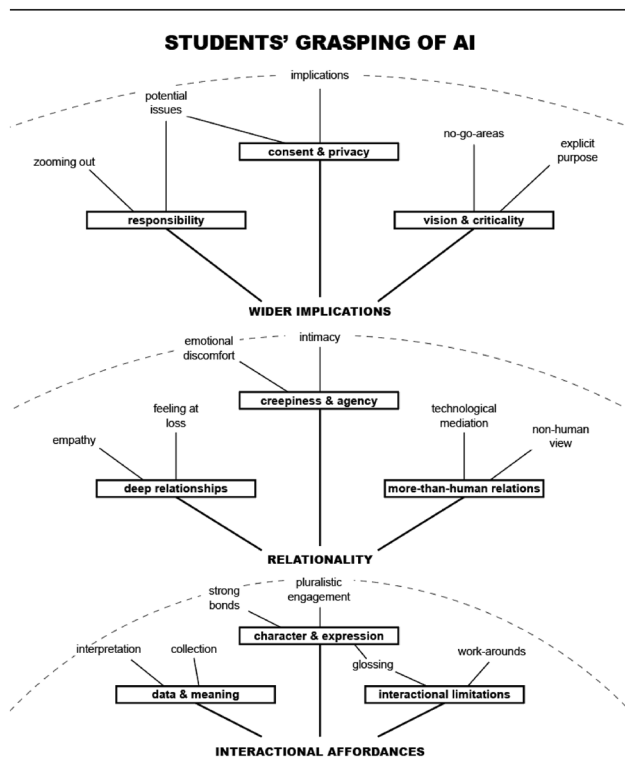 STUDENTS' GRASPING OF AI
implications
potential
issues
consent & privacy
no-go-areas
explicit
purpose
zooming out
responsibility
vision & criticality
WIDER IMPLICATIONS
emotional
discomfort
intimacy
creepiness & agency
feeling at
loss
technological
mediation
empathy
non-human
view
deep relationships
more-than-human relations
RELATIONALITY
strong
bonds
pluralistic
engagement
character & expression
interpretation
collection
glossing
work-arounds
data & meaning
interactional limitations
INTERACTIONAL AFFORDANCES